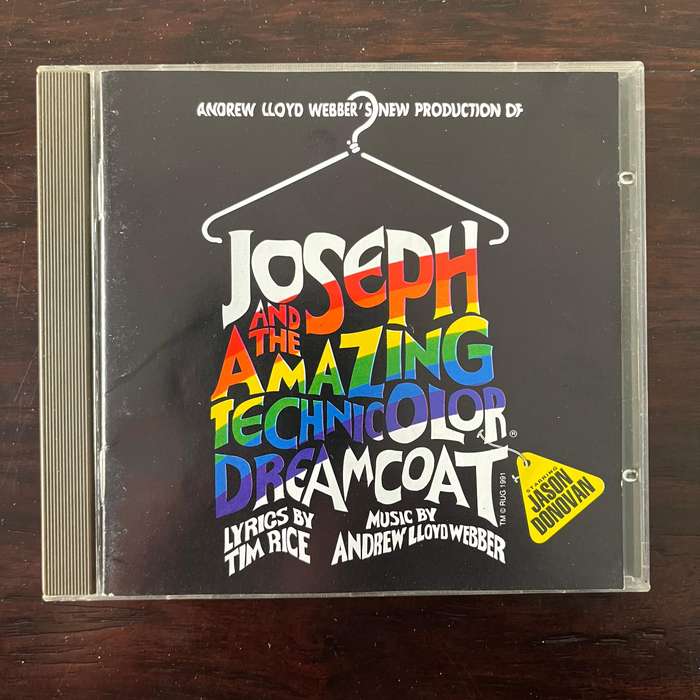 ANDREW LLOYD WEBBER'S NEW PRODUCTION OF
JOSEPH
AND THE
AMAZING
TECHNICOLOR®
DREAMCOAT
LYRICS BY
TIM RICE
MUSIC BY
ANDREW LLOYD WEBBER
TM © RUG 1991
STARRING
JASON
DONOVAN